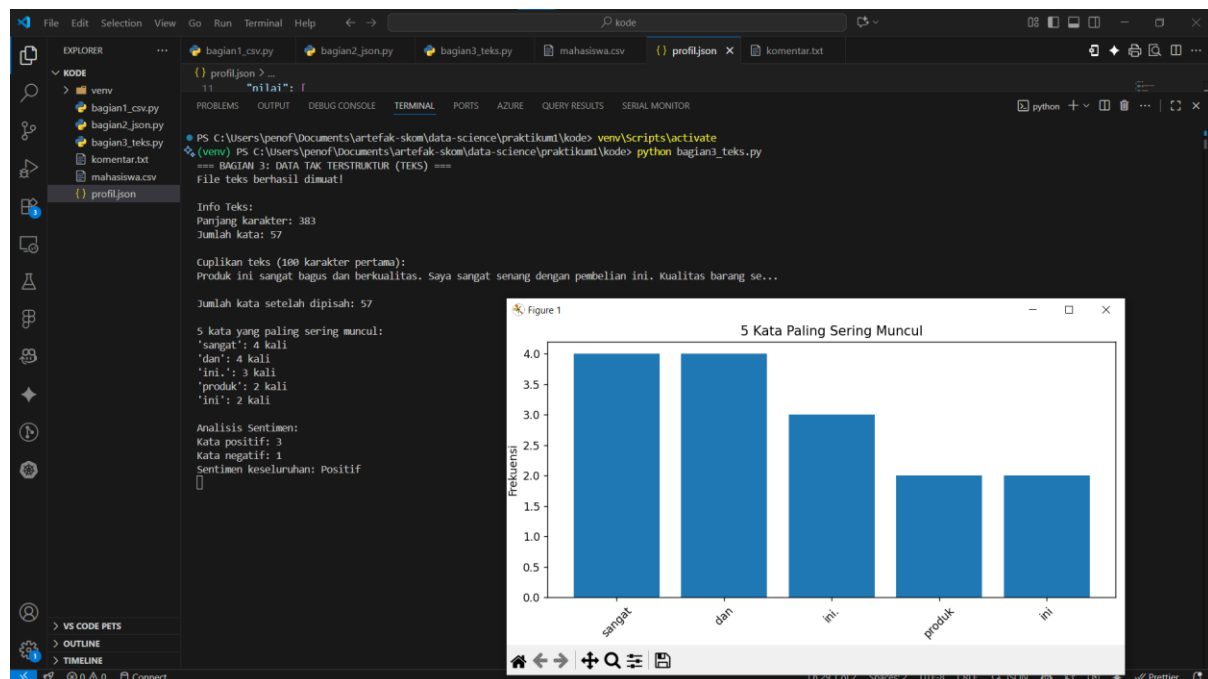 File Edit Selection View Go Run Terminal Help
kode
EXPLORER
KODE
venv
bagian1_csv.py
bagian2_json.py
bagian3_teks.py
komentar.txt
mahasiswa.csv
{} profil.json
VS CODE PETS
OUTLINE
TIMELINE
bagian1_csv.py bagian2_json.py bagian3_teks.py mahasiswa.csv {} profil.json komentar.txt
{} profil.json > ...
11 "nilai": [
PROBLEMS OUTPUT DEBUG CONSOLE TERMINAL PORTS AZURE QUERY RESULTS SERIAL MONITOR
python
PS C:\Users\penof\Documents\artefak-skom\data-science\praktikum1\kode> venv\Scripts\activate
(venv) PS C:\Users\penof\Documents\artefak-skom\data-science\praktikum1\kode> python bagian3_teks.py
=== BAGIAN 3: DATA TAK TERSTRUKTUR (TEKS) ===
File teks berhasil dimuat!
Info Teks:
Panjang karakter: 383
Jumlah kata: 57
Cuplikan teks (100 karakter pertama):
Produk ini sangat bagus dan berkualitas. Saya sangat senang dengan pembelian ini. Kualitas barang se...
Jumlah kata setelah dipisah: 57
5 kata yang paling sering muncul:
'sangat': 4 kali
'dan': 4 kali
'ini.': 3 kali
'produk': 2 kali
'ini': 2 kali
Analisis Sentimen:
Kata positif: 3
Kata negatif: 1
Sentimen keseluruhan: Positif
Figure 1
5 Kata Paling Sering Muncul
Frekuensi
4.0
3.5
3.0
2.5
2.0
1.5
1.0
0.5
0.0
sangat dan ini. produk ini
3
1
0 0 0 Connect
Prettier